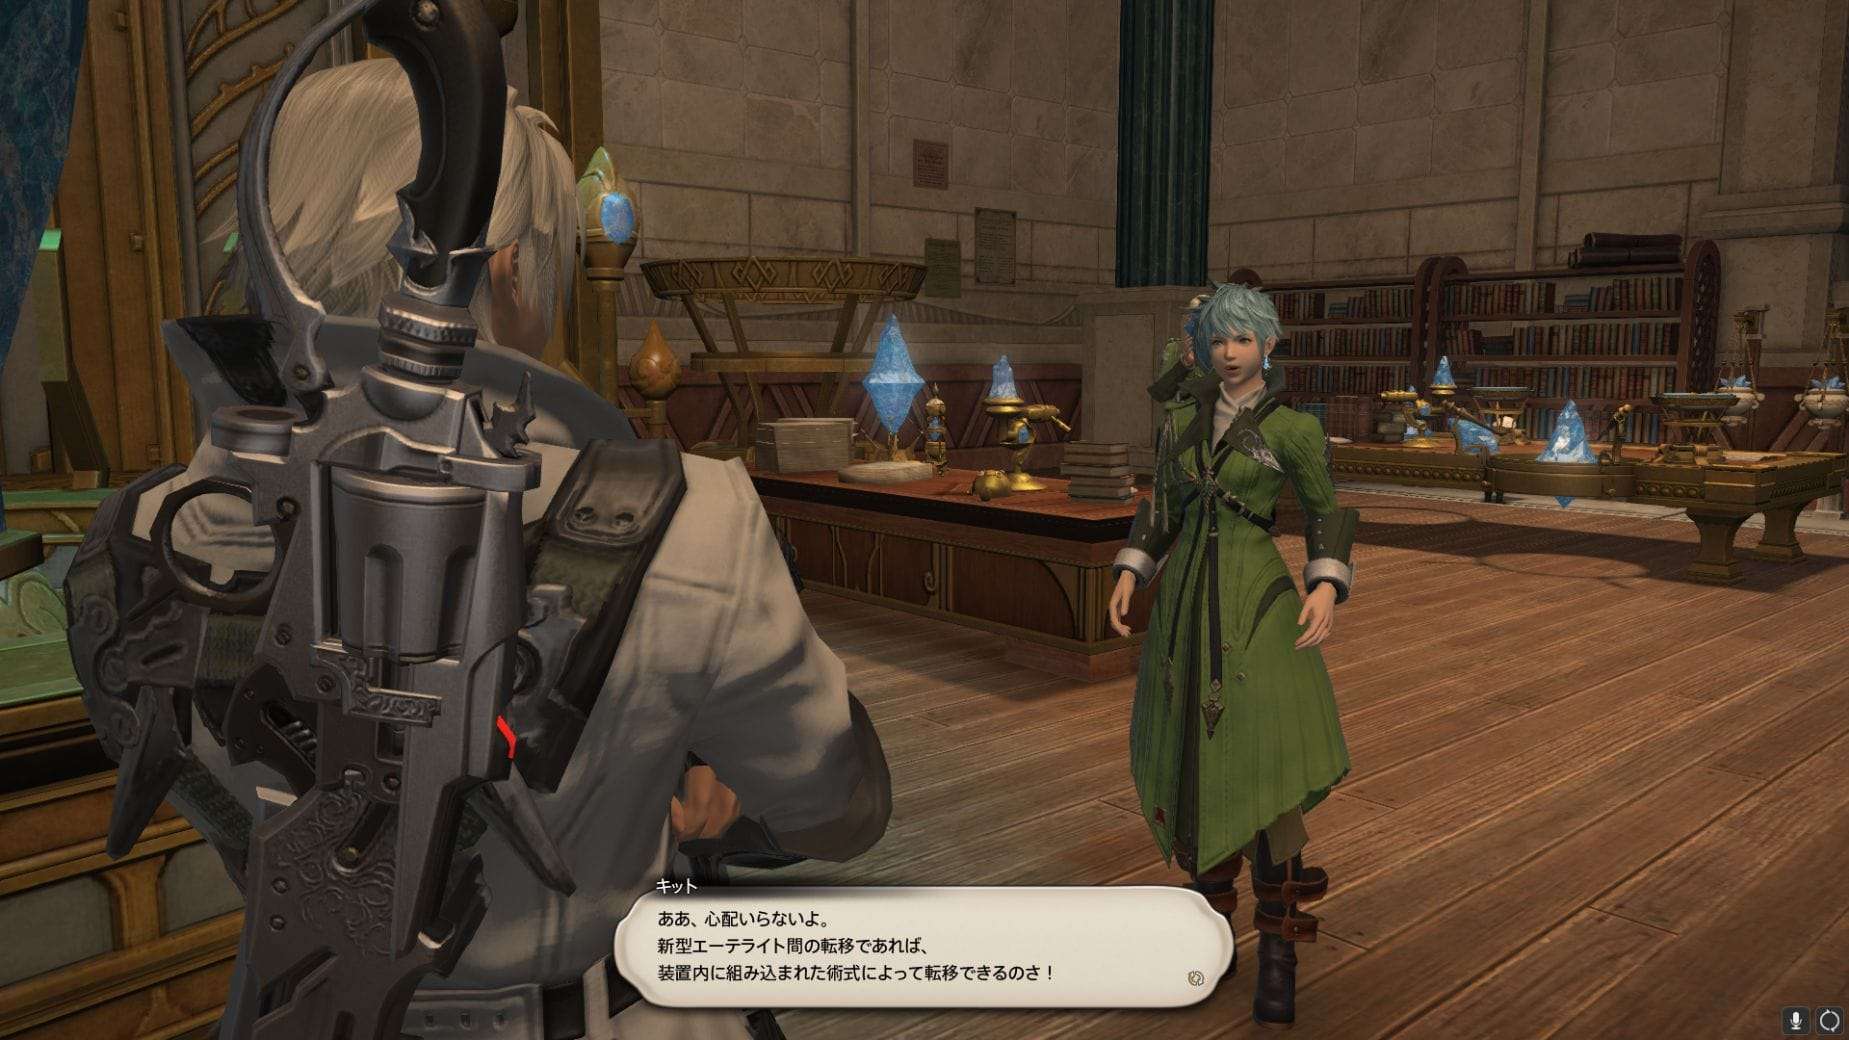 キット
ああ、心配いらないよ。
新型エーテライト間の転移であれば、
装置内に組み込まれた術式によって転移できるのさ！